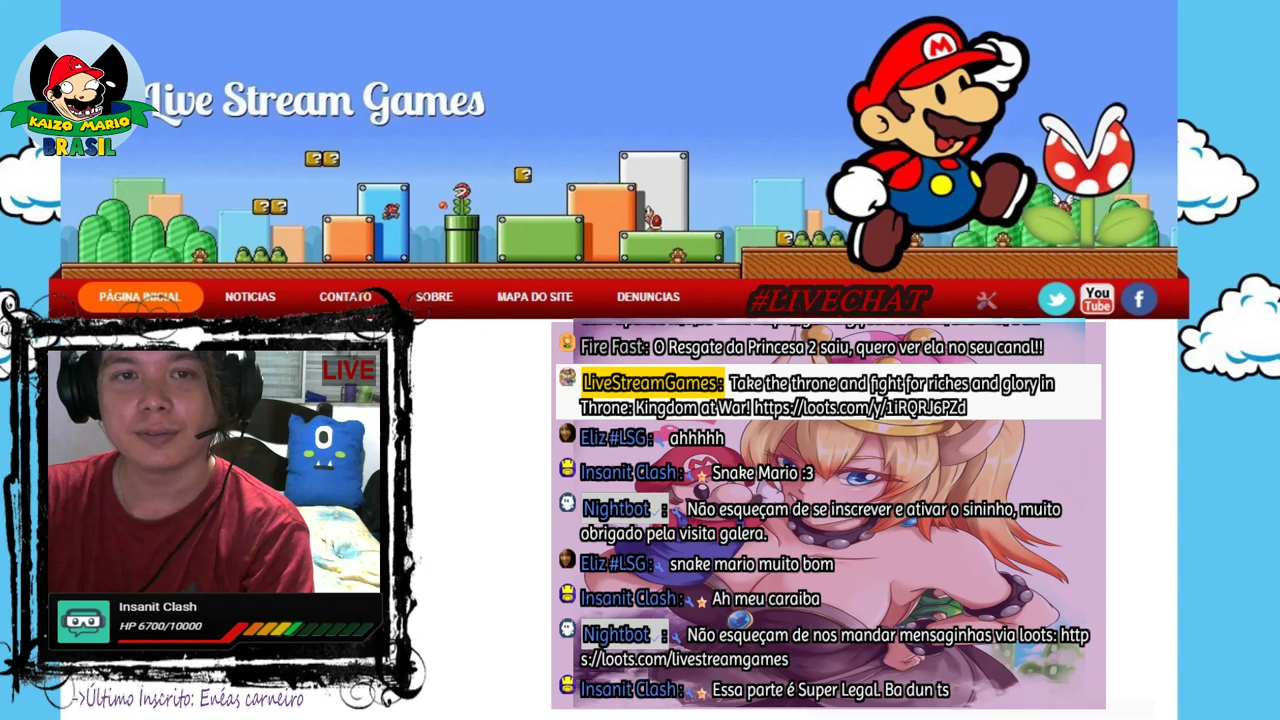 Live Stream Games
KAIZO MARIO
BRASIL
PÁGINA INICIAL NOTICIAS CONTATO SOBRE MAPA DO SITE DENUNCIAS
#LIVECHAT
You
Tube
LIVE
Fire Fast: O Resgate da Princesa 2 saiu, quero ver ela no seu canal!!
LiveStreamGames: Take the throne and fight for riches and glory in
Throne: Kingdom at War! https://loots.com/y/1iRQRJ6PZd
Eliz #LSG: ahhhhh
Insanit Clash: Snake Mario :3
Nightbot: Não esqueçam de se inscrever e ativar o sininho, muito
obrigado pela visita galera.
Eliz #LSG: snake mario muito bom
Insanit Clash: Ah meu caraiba
Nightbot: Não esqueçam de nos mandar mensaginhas via loots: http
s://loots.com/livestreamgames
Insanit Clash: Essa parte é Super Legal. Ba dun ts
Insanit Clash
HP 6700/10000
->Último Inscrito: Enéas carneiro